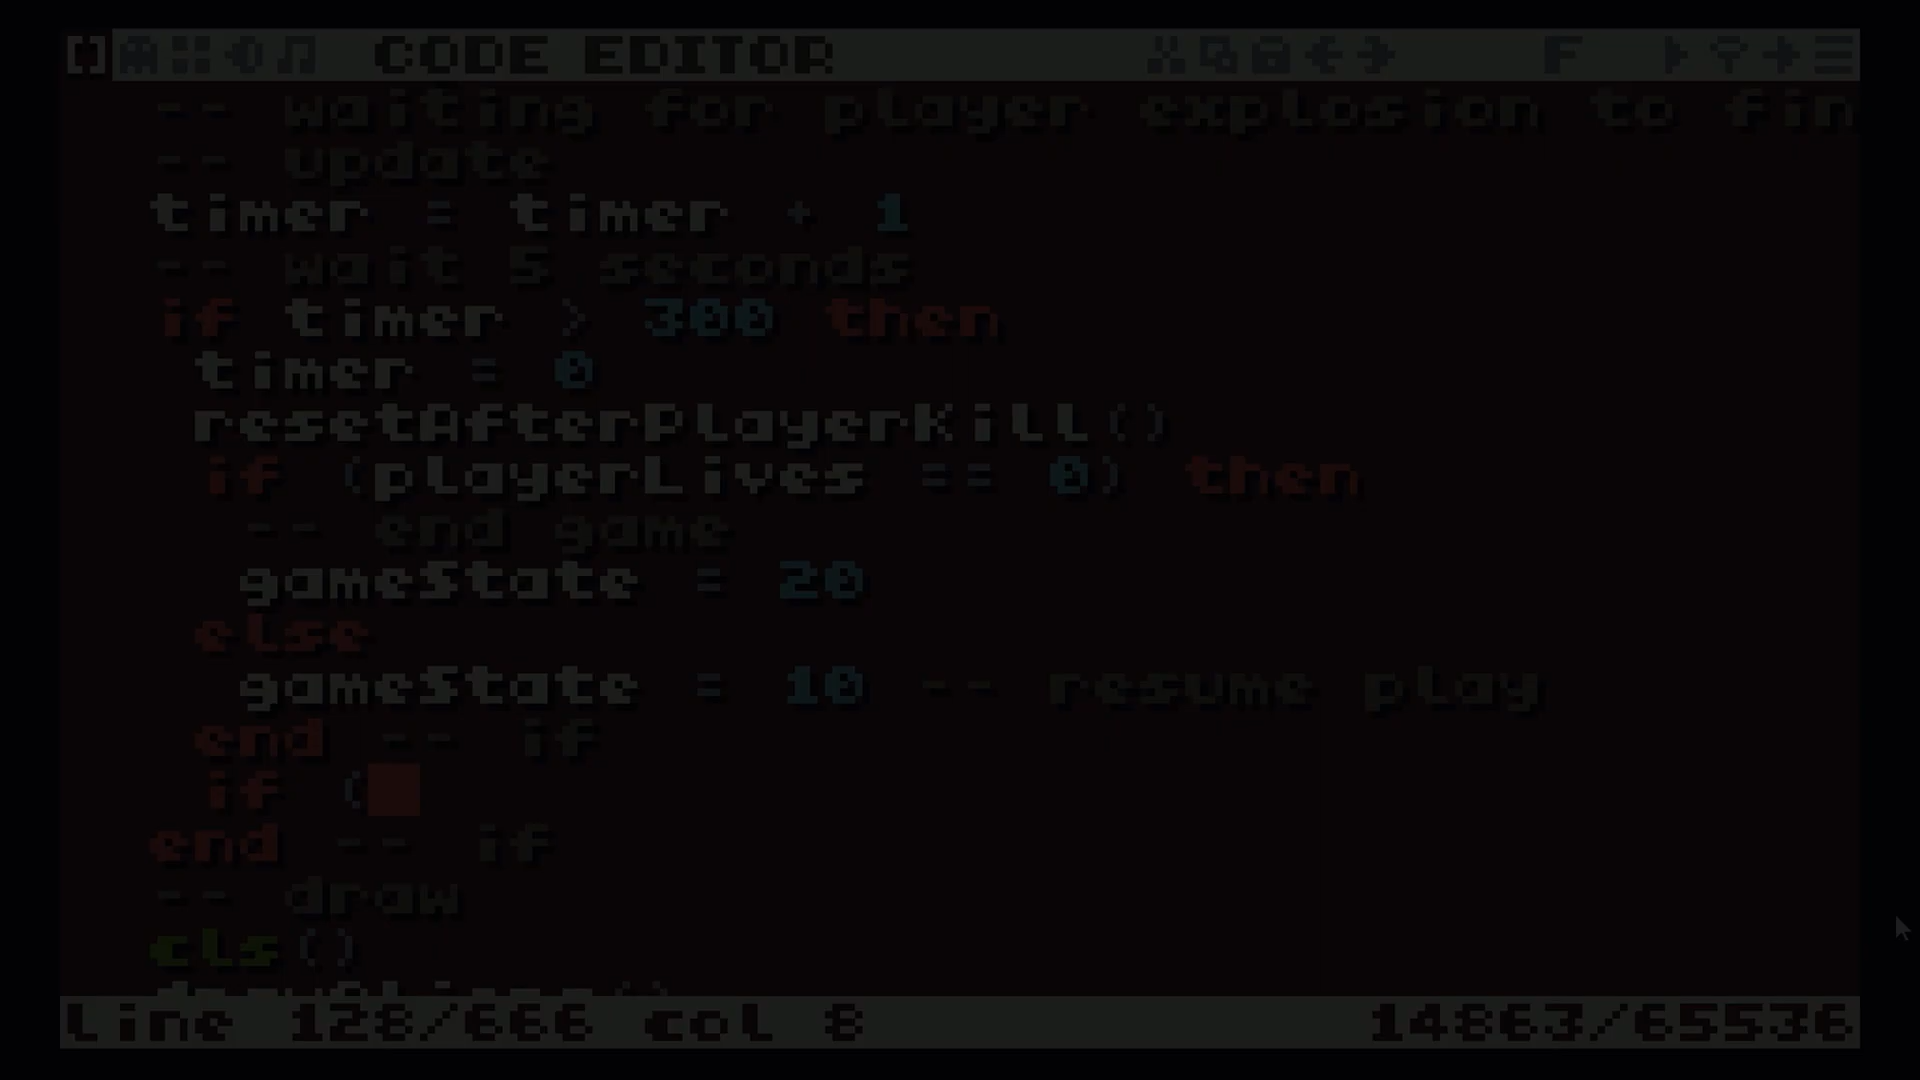 CODE EDITOR F
-- waiting for player explosion to fin
-- update
timer = timer + 1
-- wait 5 seconds
if timer > 300 then
timer = 0
resetAfterPlayerKill()
if (playerLives == 0) then
-- end game
gameState = 20
else
gameState = 10 -- resume play
end -- if
if (
end -- if
-- draw
cls()
Line 128/666 col 8 14863/65536